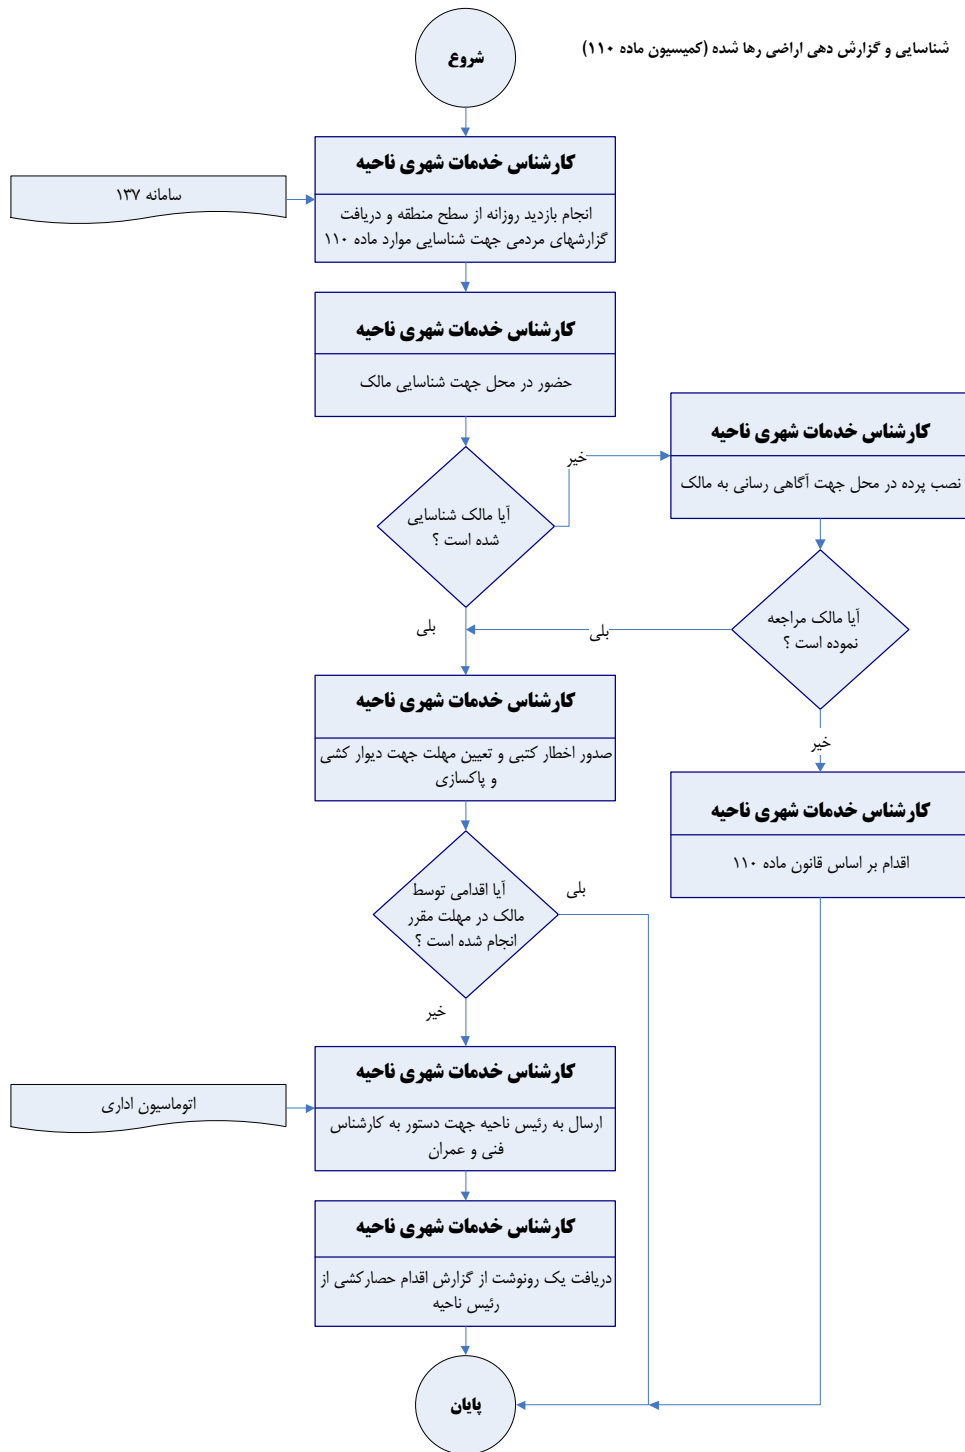 شناسایی و گزارش دهی اراضی رها شده (کمیسیون ماده ۱۱۰)
شروع
کارشناس خدمات شهری ناحیه
سامانه ۱۳۷
انجام بازدید روزانه از سطح منطقه و دریافت
گزارشهای مردمی جهت شناسایی موارد ماده ۱۱۰
کارشناس خدمات شهری ناحیه
حضور در محل جهت شناسایی مالک
آیا مالک شناسایی
شده است ؟
خیر
کارشناس خدمات شهری ناحیه
نصب پرده در محل جهت آگاهی رسانی به مالک
آیا مالک مراجعه
نموده است ؟
بلی
بلی
خیر
کارشناس خدمات شهری ناحیه
صدور اخطار کتبی و تعیین مهلت جهت دیوار کشی
و پاکسازی
کارشناس خدمات شهری ناحیه
اقدام بر اساس قانون ماده ۱۱۰
آیا اقدامی توسط
مالک در مهلت مقرر
انجام شده است ؟
بلی
خیر
کارشناس خدمات شهری ناحیه
اتوماسیون اداری
ارسال به رئیس ناحیه جهت دستور به کارشناس
فنی و عمران
کارشناس خدمات شهری ناحیه
دریافت یک رونوشت از گزارش اقدام حصارکشی از
رئیس ناحیه
پایان